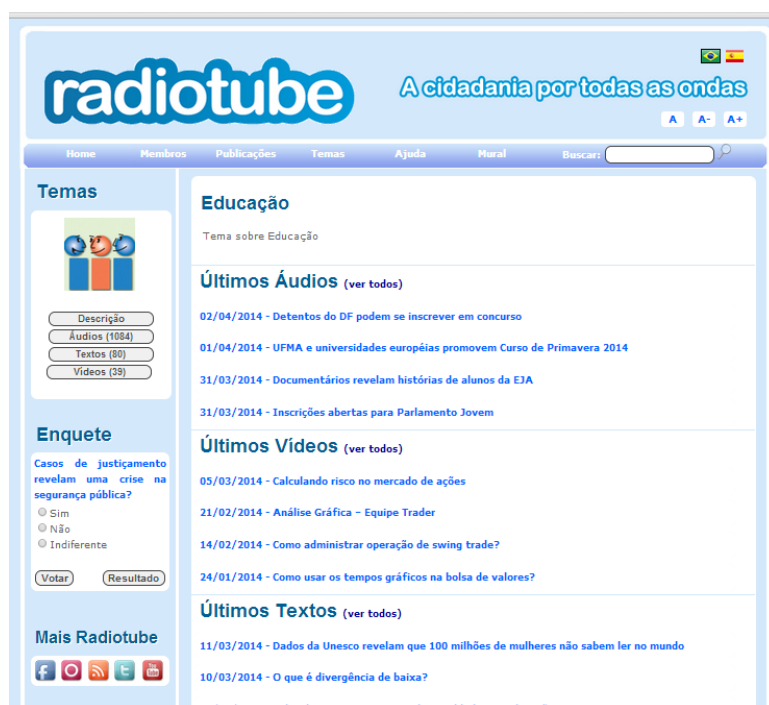 radiotube
A cidadania por todas as ondas
A A- A+
Home Membros Publicações Temas Ajuda Mural Buscar:
Temas
Descrição
Áudios (1084)
Textos (80)
Vídeos (39)
Enquete
Casos de justiçamento
revelam uma crise na
segurança pública?
Sim
Não
Indiferente
Votar Resultado
Mais Radiotube
Educação
Tema sobre Educação
Últimos Áudios (ver todos)
02/04/2014 - Detentos do DF podem se inscrever em concurso
01/04/2014 - UFMA e universidades européias promovem Curso de Primavera 2014
31/03/2014 - Documentários revelam histórias de alunos da EJA
31/03/2014 - Inscrições abertas para Parlamento Jovem
Últimos Vídeos (ver todos)
05/03/2014 - Calculando risco no mercado de ações
21/02/2014 - Análise Gráfica – Equipe Trader
14/02/2014 - Como administrar operação de swing trade?
24/01/2014 - Como usar os tempos gráficos na bolsa de valores?
Últimos Textos (ver todos)
11/03/2014 - Dados da Unesco revelam que 100 milhões de mulheres não sabem ler no mundo
10/03/2014 - O que é divergência de baixa?